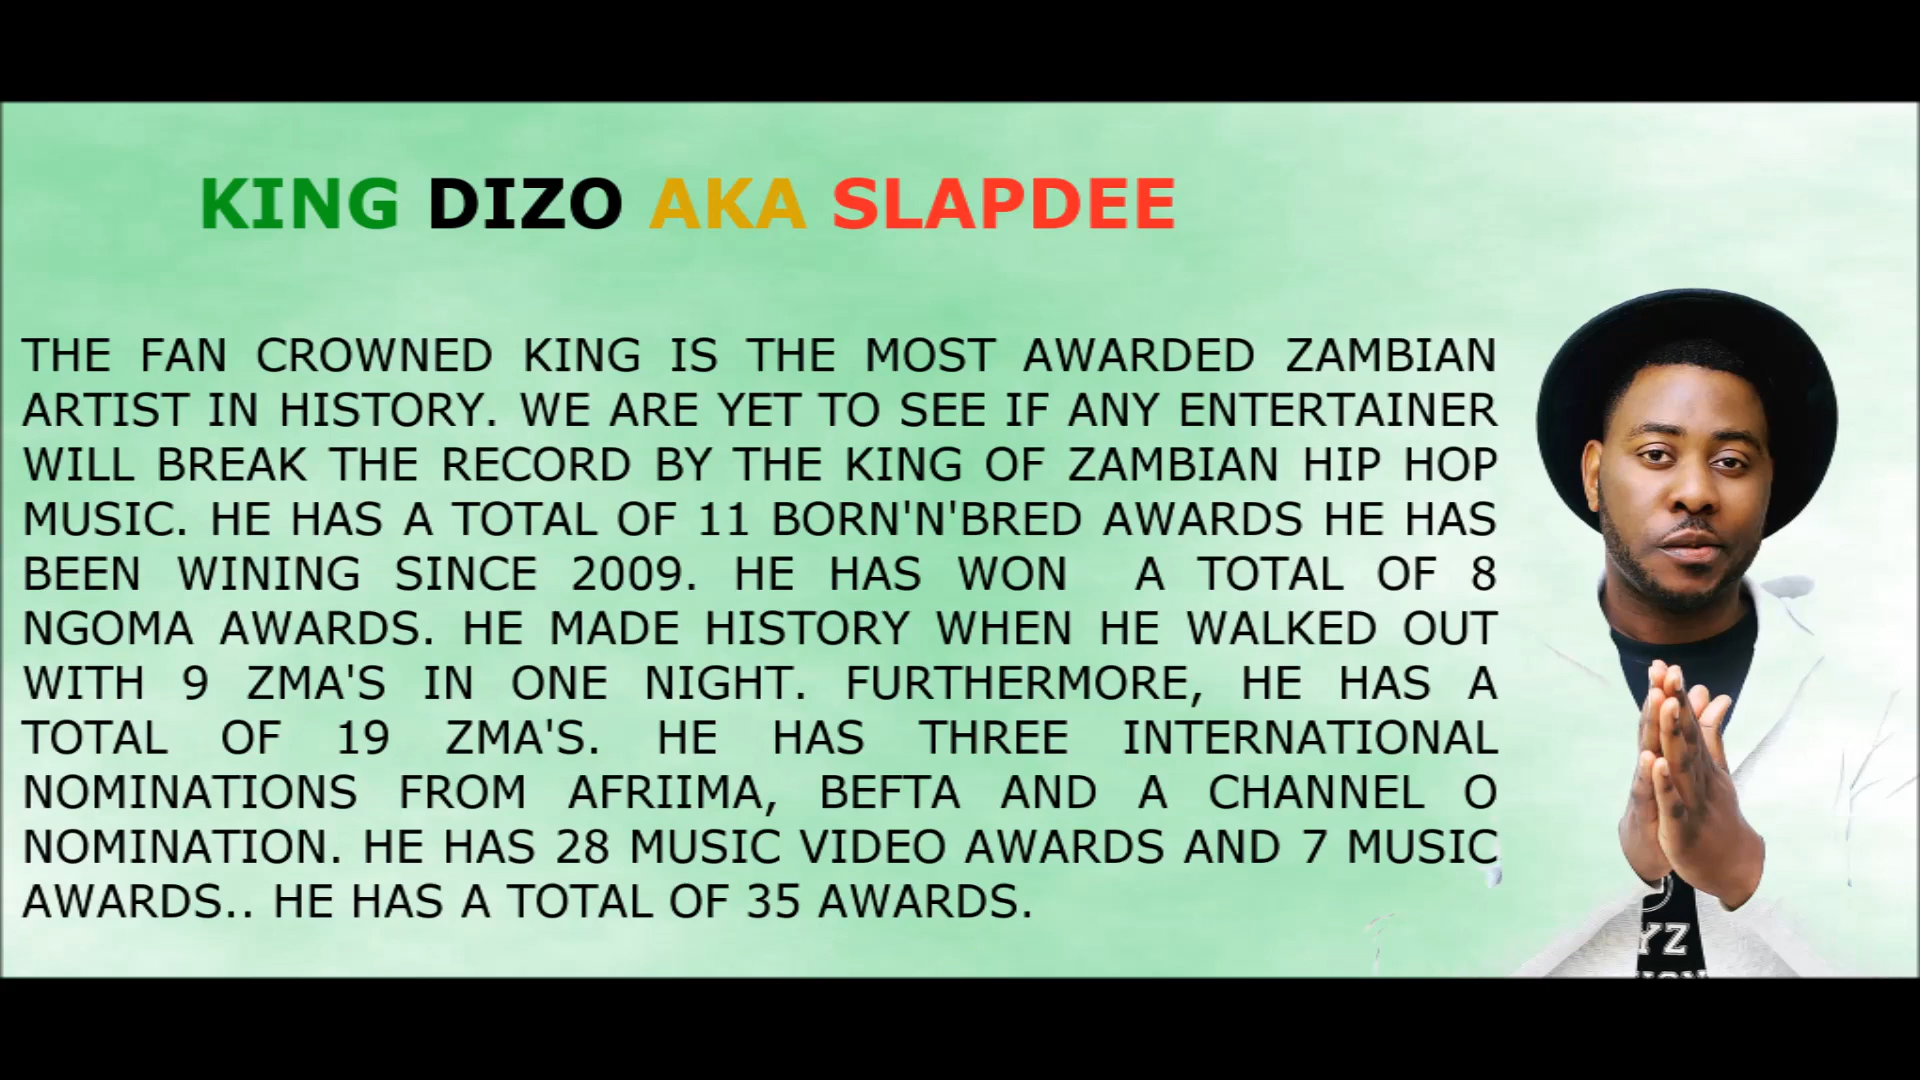 KING DIZO AKA SLAPDEE
THE FAN CROWNED KING IS THE MOST AWARDED ZAMBIAN
ARTIST IN HISTORY. WE ARE YET TO SEE IF ANY ENTERTAINER
WILL BREAK THE RECORD BY THE KING OF ZAMBIAN HIP HOP
MUSIC. HE HAS A TOTAL OF 11 BORN'N'BRED AWARDS HE HAS
BEEN WINING SINCE 2009. HE HAS WON A TOTAL OF 8
NGOMA AWARDS. HE MADE HISTORY WHEN HE WALKED OUT
WITH 9 ZMA'S IN ONE NIGHT. FURTHERMORE, HE HAS A
TOTAL OF 19 ZMA'S. HE HAS THREE INTERNATIONAL
NOMINATIONS FROM AFRIIMA, BEFTA AND A CHANNEL O
NOMINATION. HE HAS 28 MUSIC VIDEO AWARDS AND 7 MUSIC
AWARDS.. HE HAS A TOTAL OF 35 AWARDS.
YZ